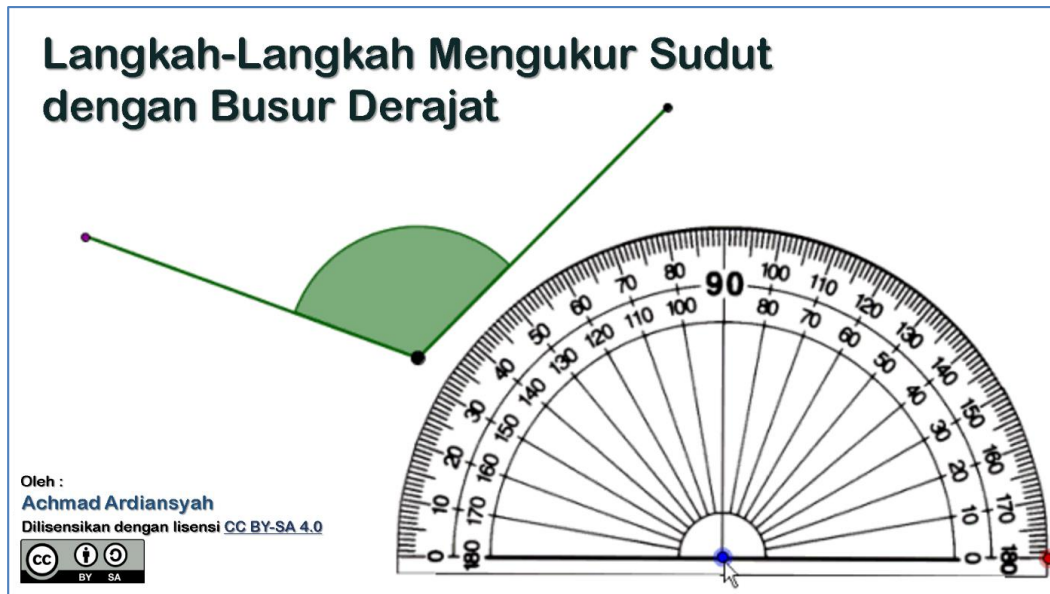 Langkah-Langkah Mengukur Sudut
dengan Busur Derajat
0 10 20 30 40 50 60 70 80 90 100 110 120 130 140 150 160 170 180
180 170 160 150 140 130 120 110 100 80 70 60 50 40 30 20 10 0
Oleh :
Achmad Ardiansyah
Dilisensikan dengan lisensi CC BY-SA 4.0
cc
BY SA